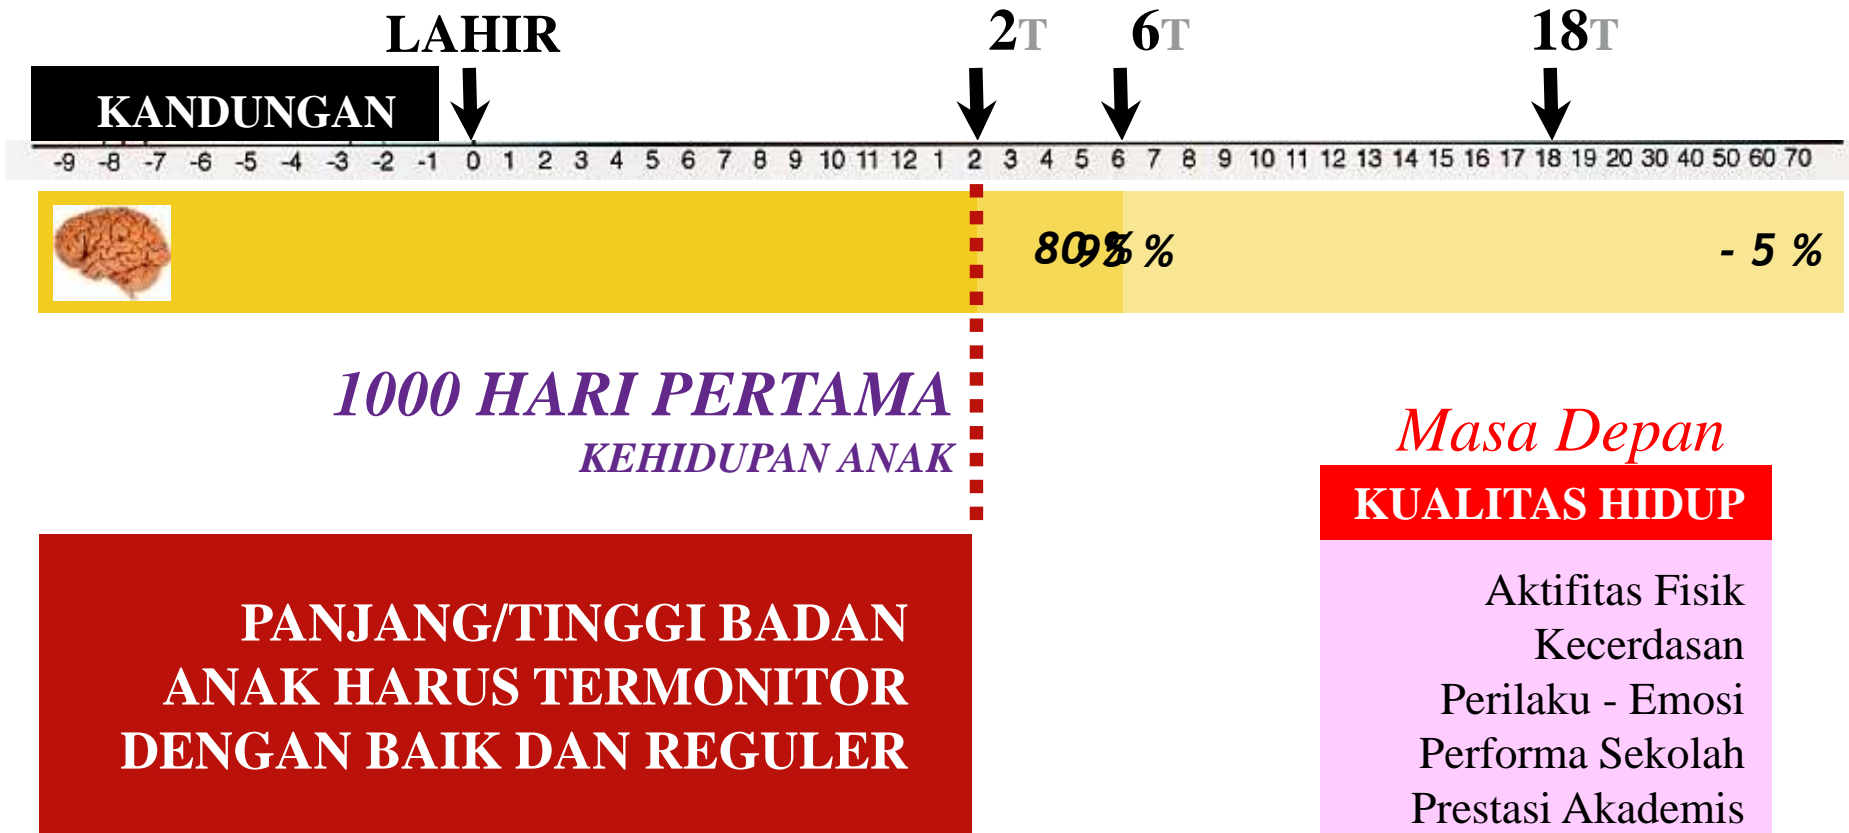 LAHIR 2T 6T 18T
KANDUNGAN
-9 -8 -7 -6 -5 -4 -3 -2 -1 0 1 2 3 4 5 6 7 8 9 10 11 12 1 2 3 4 5 6 7 8 9 10 11 12 13 14 15 16 17 18 19 20 30 40 50 60 70
80 % 95 % - 5 %
1000 HARI PERTAMA
KEHIDUPAN ANAK
Masa Depan
KUALITAS HIDUP
PANJANG/TINGGI BADAN
ANAK HARUS TERMONITOR
DENGAN BAIK DAN REGULER
Aktifitas Fisik
Kecerdasan
Perilaku - Emosi
Performa Sekolah
Prestasi Akademis